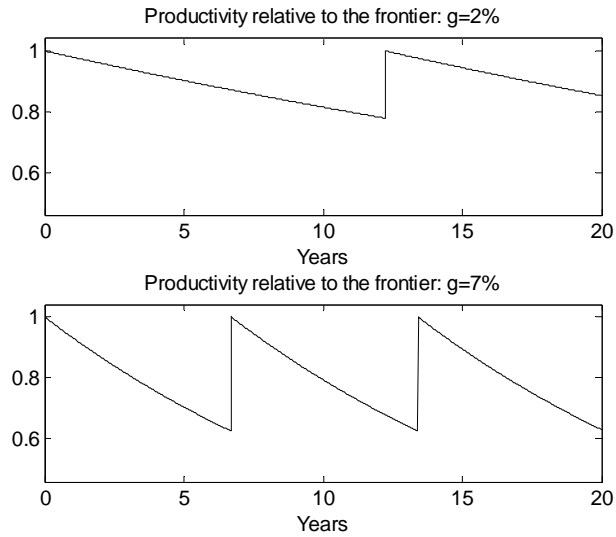 Productivity relative to the frontier: g=2%
1
0.8
0.6
0 5 10 15 20
Years
Productivity relative to the frontier: g=7%
1
0.8
0.6
0 5 10 15 20
Years